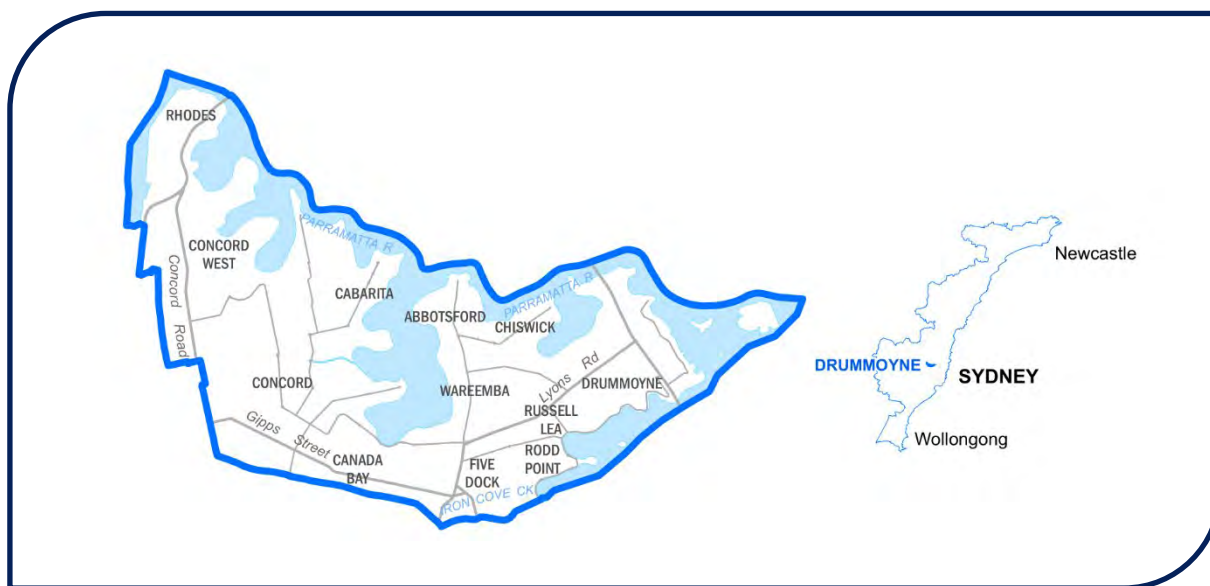 RHODES
CONCORD
WEST
Concord Road
PARRAMATTA R
CABARITA
ABBOTSFORD
PARRAMATTA R
CHISWICK
CONCORD
WAREEMBA
Lyons Rd
DRUMMOYNE
RUSSELL
LEA
Gipps Street
CANADA
BAY
FIVE
DOCK
RODD
POINT
IRON COVE CK
Newcastle
DRUMMOYNE
SYDNEY
Wollongong